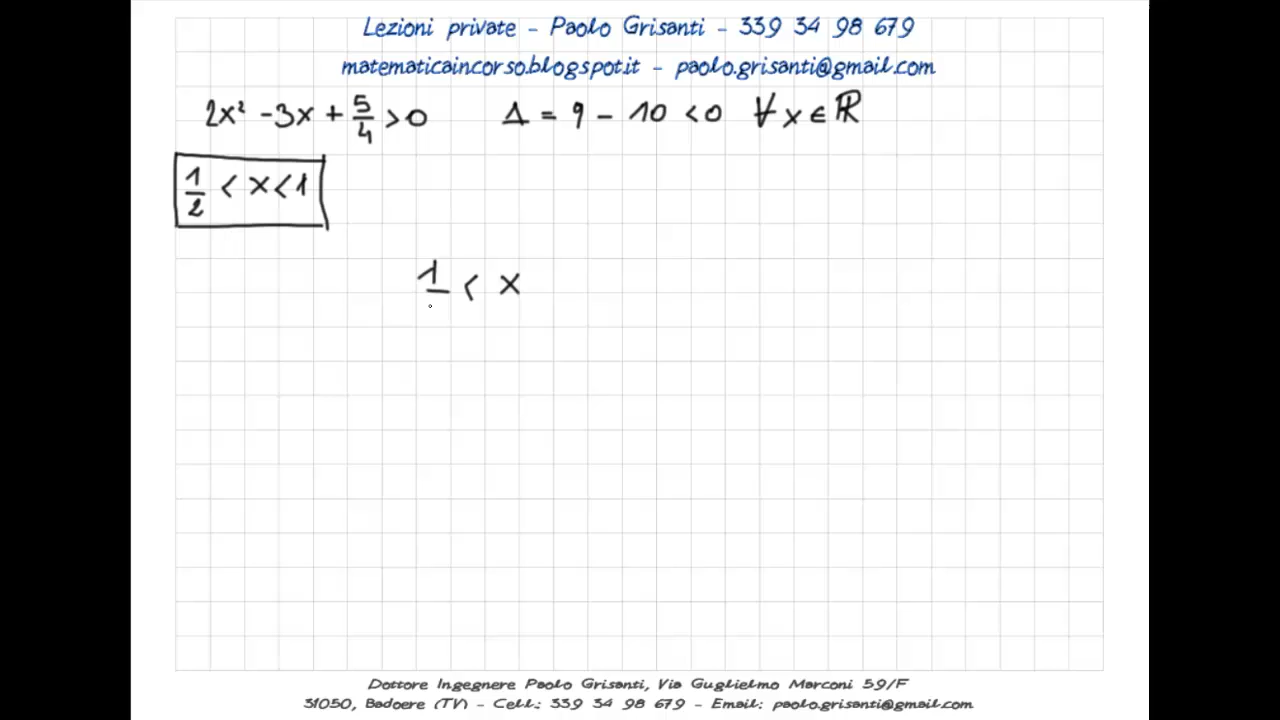 Lezioni private - Paolo Grisanti - 339 34 98 679
matematicaincorso.blogspot.it - paolo.grisanti@gmail.com
2x² - 3x + 5/4 > 0 Δ = 9 - 10 < 0 ∀ x ∈ ℝ
1/2 < x < 1
1 < x
Dottore Ingegnere Paolo Grisanti, Via Guglielmo Marconi 59/F
31050, Badoere (TV) - Cell: 339 34 98 679 - Email: paolo.grisanti@gmail.com